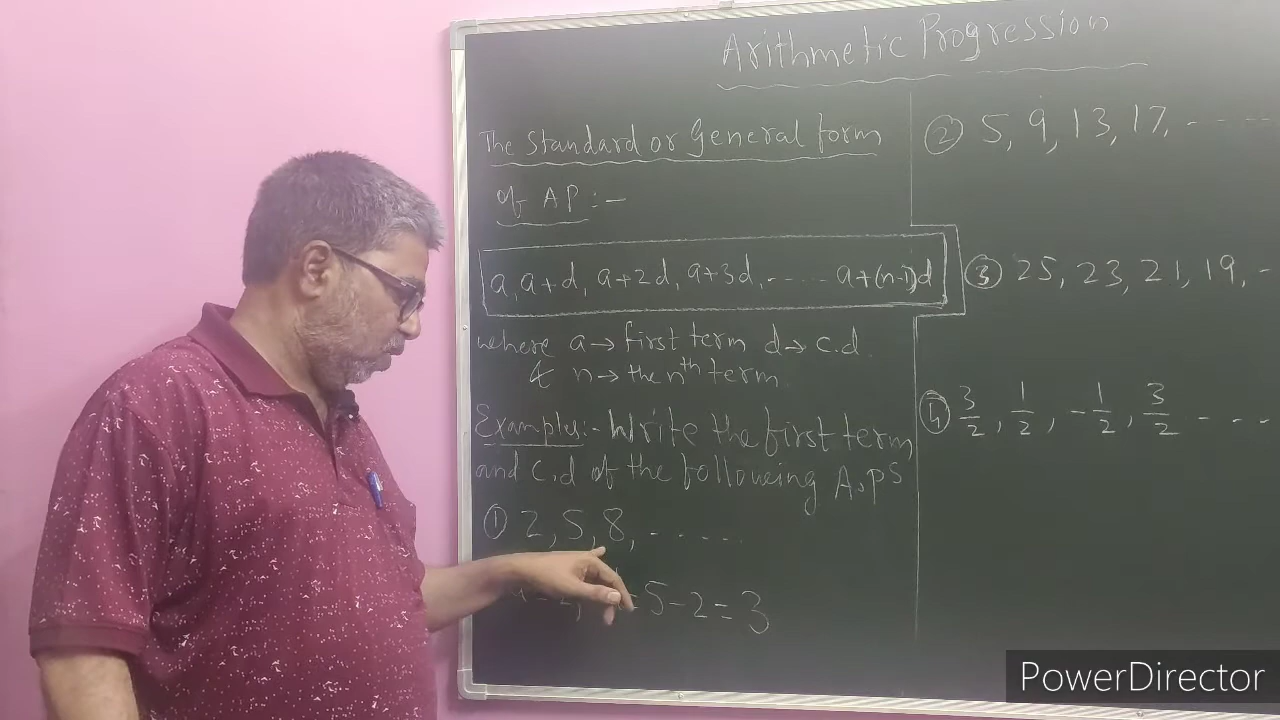 Arithmetic Progression
The Standard or General form
of AP:-
a, a+d, a+2d, a+3d, ...... a+(n-1)d
where a→ first term d→ c.d.
& n→ the nth term
Examples:- Write the first term
and C.d of the following A.PS
① 2, 5, 8, ......
= 5-2=3
② 5, 9, 13, 17, ......
③ 25, 23, 21, 19, -
④ 3/2, 1/2, -1/2, 3/2 ....
PowerDirector